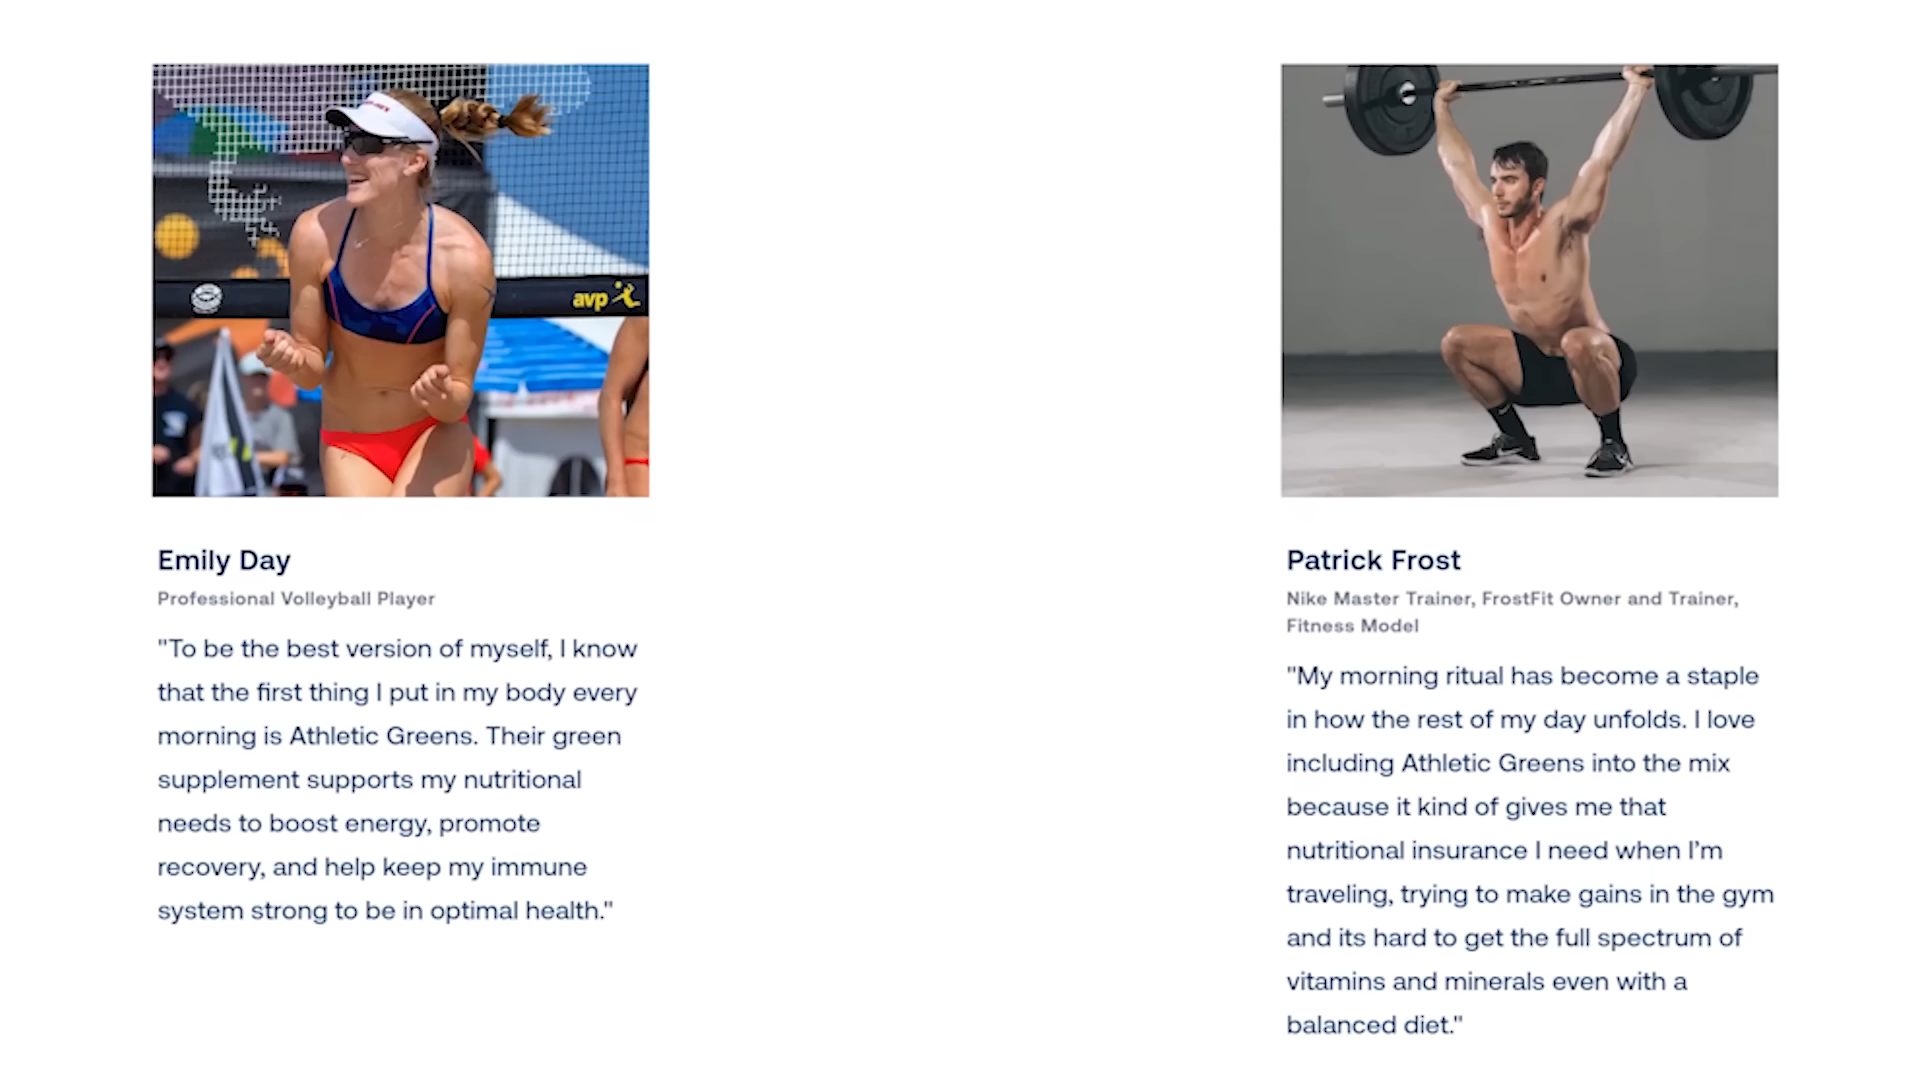 avp
Emily Day
Professional Volleyball Player
"To be the best version of myself, I know
that the first thing I put in my body every
morning is Athletic Greens. Their green
supplement supports my nutritional
needs to boost energy, promote
recovery, and help keep my immune
system strong to be in optimal health."
Patrick Frost
Nike Master Trainer, FrostFit Owner and Trainer,
Fitness Model
"My morning ritual has become a staple
in how the rest of my day unfolds. I love
including Athletic Greens into the mix
because it kind of gives me that
nutritional insurance I need when I’m
traveling, trying to make gains in the gym
and its hard to get the full spectrum of
vitamins and minerals even with a
balanced diet."